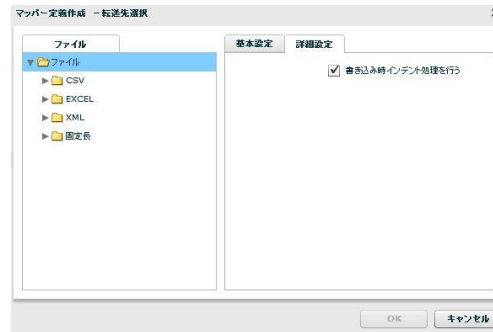 マッパー定義作成 －転送先選択
ファイル
ファイル
CSV
EXCEL
XML
固定長
基本設定
詳細設定
書き込み時インデント処理を行う
OK
キャンセル